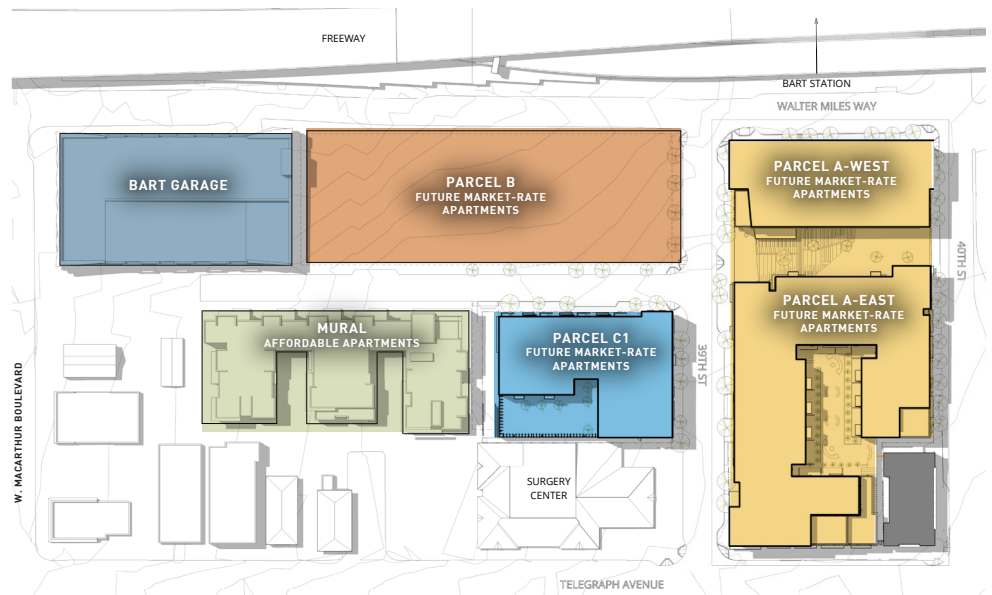 FREEWAY
BART STATION
WALTER MILES WAY
BART GARAGE
PARCEL B
FUTURE MARKET-RATE
APARTMENTS
PARCEL A-WEST
FUTURE MARKET-RATE
APARTMENTS
40TH ST
PARCEL A-EAST
FUTURE MARKET-RATE
APARTMENTS
MURAL
AFFORDABLE APARTMENTS
PARCEL C1
FUTURE MARKET-RATE
APARTMENTS
39TH ST
W. MACARTHUR BOULEVARD
SURGERY
CENTER
TELEGRAPH AVENUE